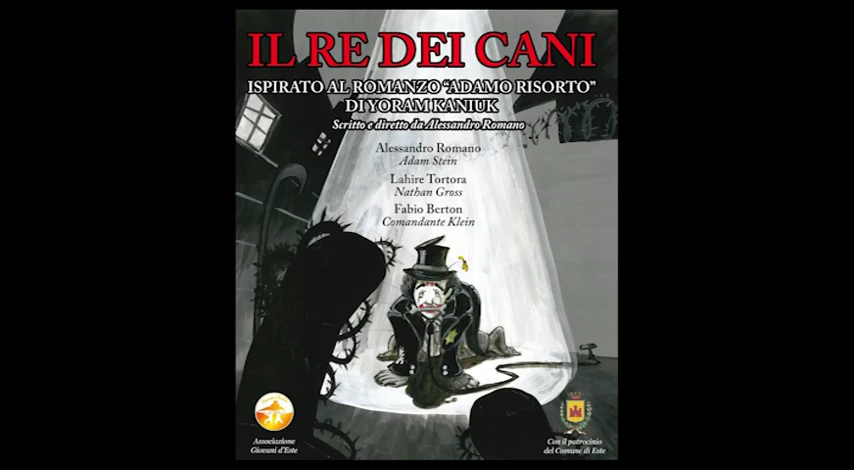 IL RE DEI CANI
ISPIRATO AL ROMANZO "ADAMO RISORTO"
DI YORAM KANIUK
Scritto e diretto da Alessandro Romano
Alessandro Romano
Adam Stein
Lahire Tortora
Nathan Gross
Fabio Berton
Comandante Klein
Associazione
Giovani d'Este
Con il patrocinio
del Comune di Este